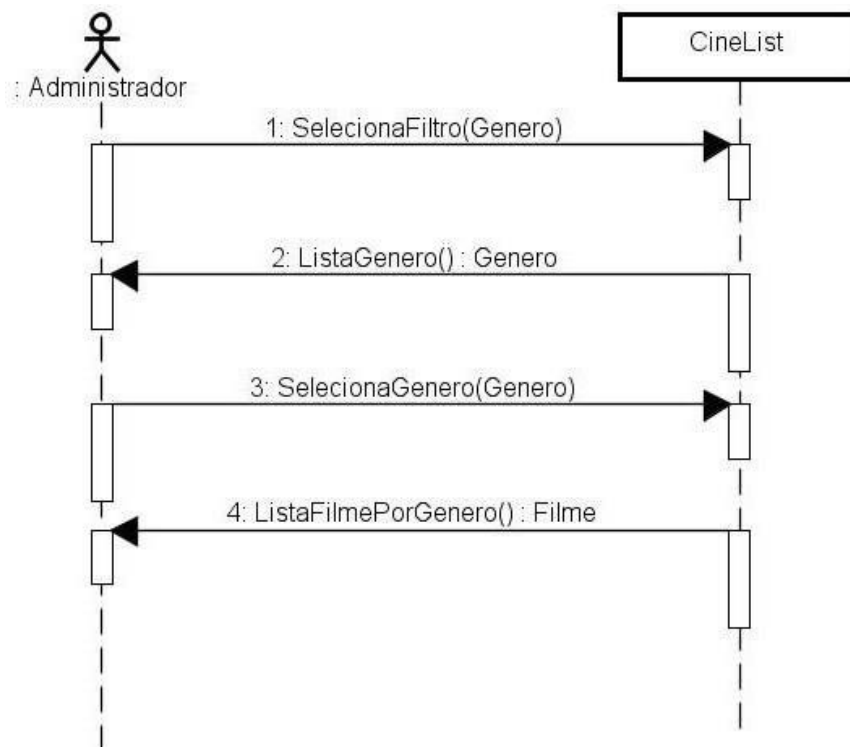 CineList
: Administrador
1: SelecionaFiltro(Genero)
2: ListaGenero() : Genero
3: SelecionaGenero(Genero)
4: ListaFilmePorGenero() : Filme